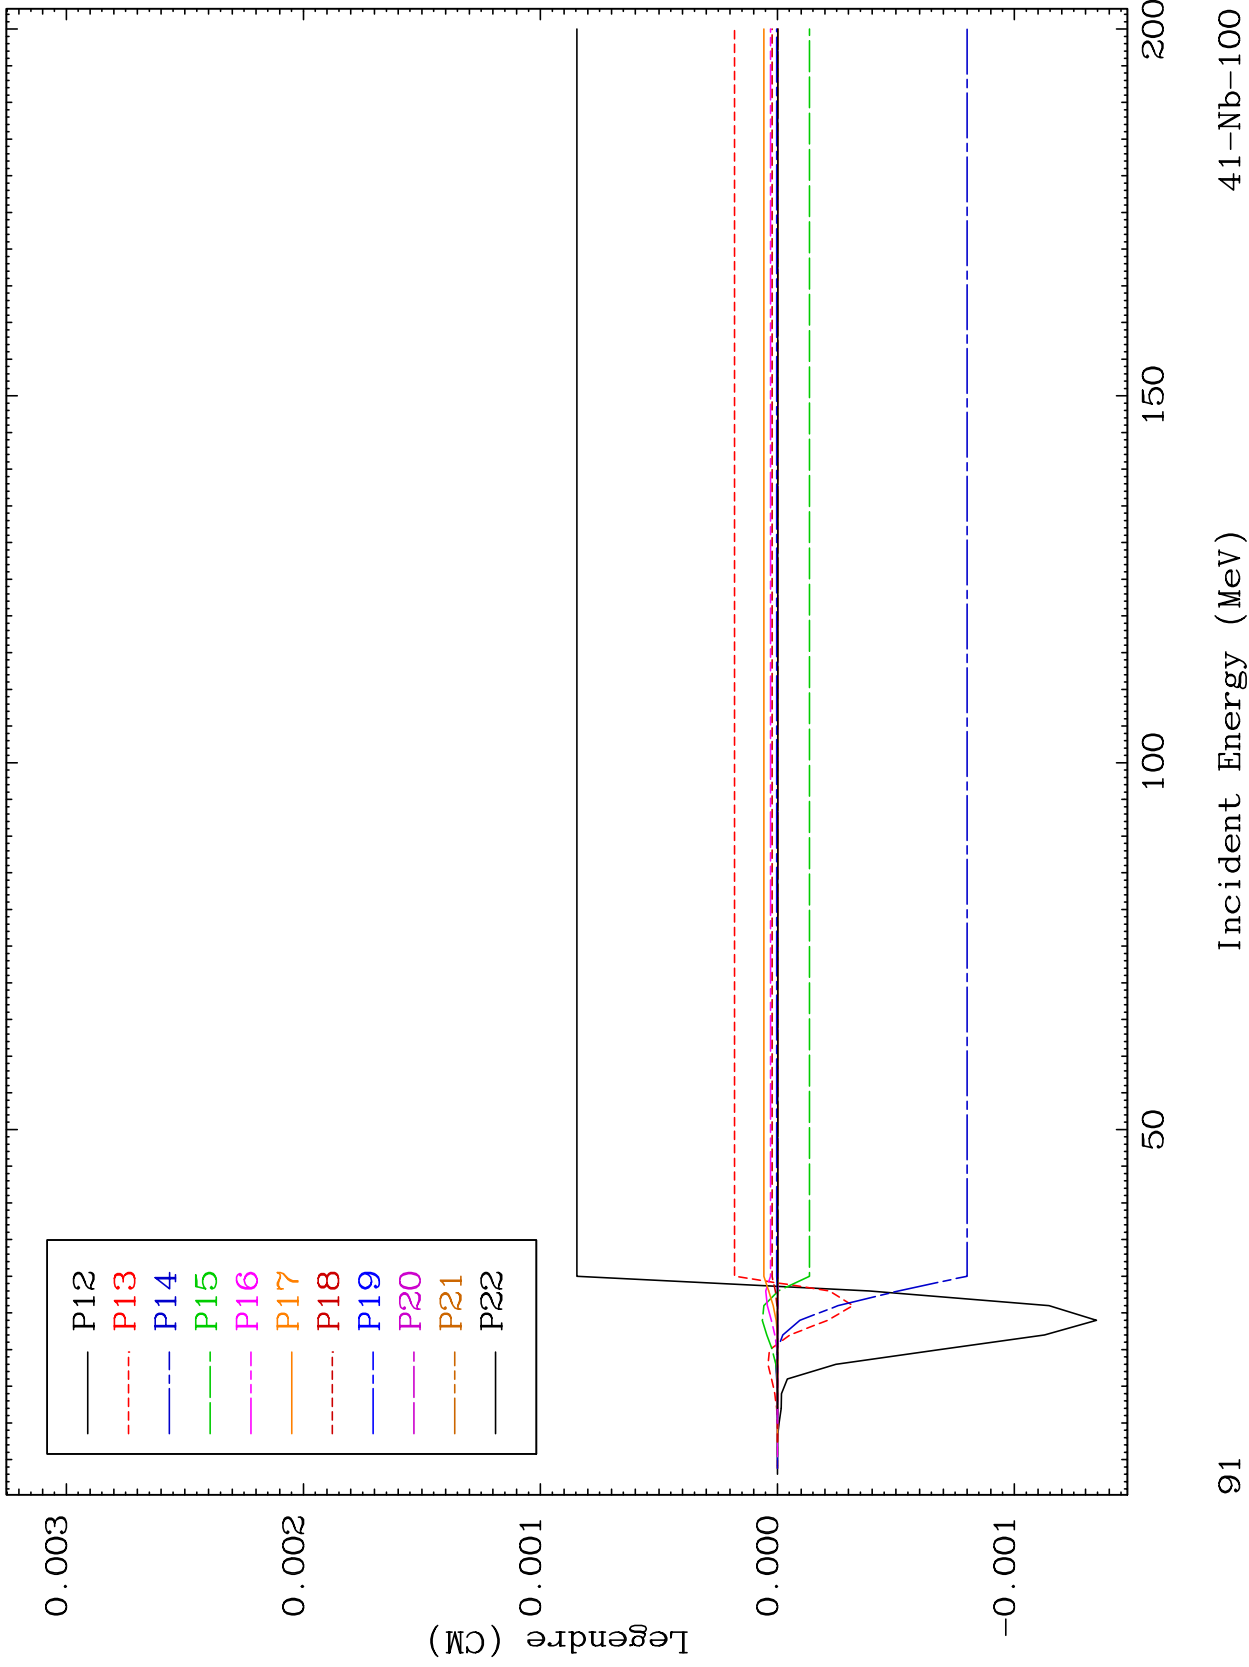 0.003
0.002
0.001
0.000
-0.001
Legendre (CM)
P12
P13
P14
P15
P16
P17
P18
P19
P20
P21
P22
50
100
150
200
Incident Energy (MeV)
91
41-Nb-100